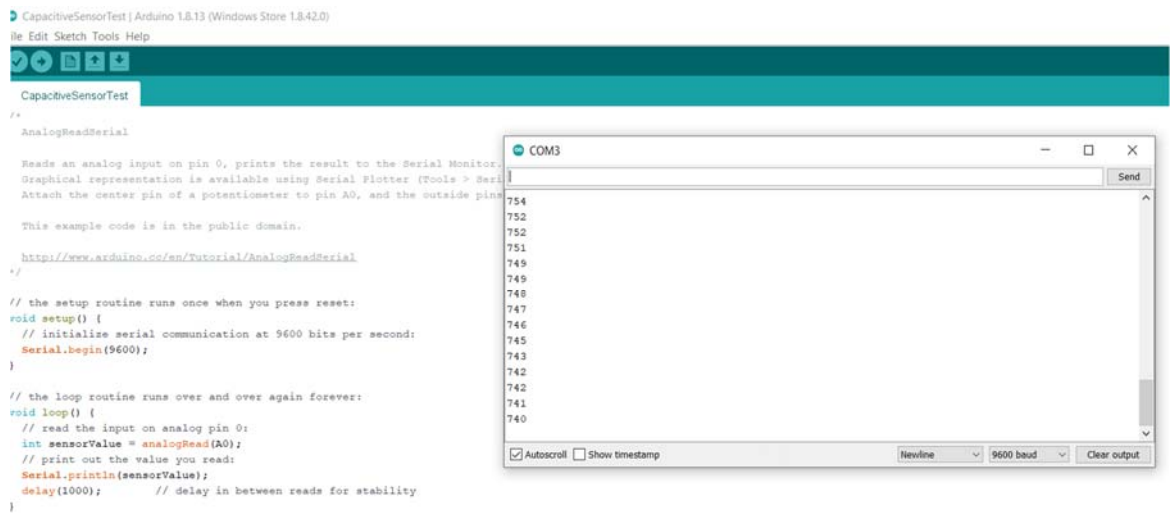 CapacitiveSensorTest | Arduino 1.8.13 (Windows Store 1.8.42.0)
ile Edit Sketch Tools Help
CapacitiveSensorTest
/*
AnalogReadSerial
Reads an analog input on pin 0, prints the result to the Serial Monitor.
Graphical representation is available using Serial Plotter (Tools > Seri
Attach the center pin of a potentiometer to pin A0, and the outside pins
This example code is in the public domain.
http://www.arduino.cc/en/Tutorial/AnalogReadSerial
*/
// the setup routine runs once when you press reset:
void setup() {
// initialize serial communication at 9600 bits per second:
Serial.begin(9600);
}
// the loop routine runs over and over again forever:
void loop() {
// read the input on analog pin 0:
int sensorValue = analogRead(A0);
// print out the value you read:
Serial.println(sensorValue);
delay(1000); // delay in between reads for stability
}
COM3
Send
754
752
752
751
749
749
748
747
746
745
743
742
742
741
740
Autoscroll Show timestamp Newline 9600 baud Clear output